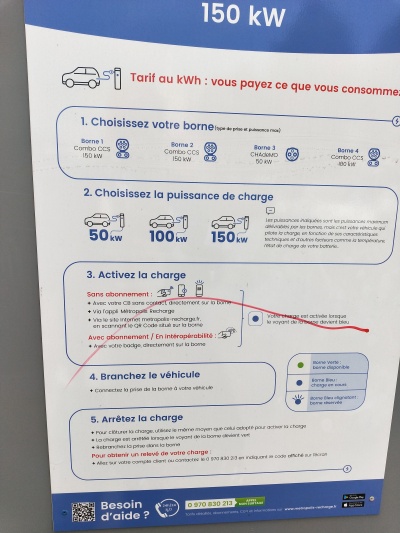 150 kW
Tarif au kWh : vous payez ce que vous consommez
1. Choisissez votre borne (type de prise et puissance max)
Borne 1
Combo CCS
150 kW
Borne 2
Combo CCS
150 kW
Borne 3
CHAdeMO
50 kW
Borne 4
Combo CCS
2. Choisissez la puissance de charge
50 kW
100 kW
150 kW
Les puissances indiquées sont les puissances maximum
délivrables par les bornes, mais c'est votre véhicule qui
pilote la charge, en fonction de ses caractéristiques
techniques et d'autres facteurs comme la température
l'état de charge de votre batterie.
3. Activez la charge
Sans abonnement :
Avec votre CB sans contact, directement sur la borne
Via l'appli Métropole Recharge
Via le site internet metropole-recharge.fr,
en scannant le QR Code situé sur la borne
Avec abonnement / En intéropérabilité :
Avec votre badge, directement sur la borne
Votre charge est activée lorsque
le voyant de la borne devient bleu
4. Branchez le véhicule
Connectez la prise de la borne à votre véhicule
Borne Verte :
borne disponible
Borne Bleu :
charge en cours
Borne Bleu clignotant :
borne réservée
5. Arrêtez la charge
Pour clôturer la charge, utilisez le même moyen que celui adopté pour activer la charge
La charge est arrêtée lorsque le voyant de la borne devient vert
Rebranchez la prise dans la borne
Pour obtenir un relevé de votre charge :
Allez sur votre compte client ou contactez le 0 970 830 213 en indiquant le code affiché sur l'écran
Besoin
d'aide ?
0 970 830 213
www.metropole-recharge.fr